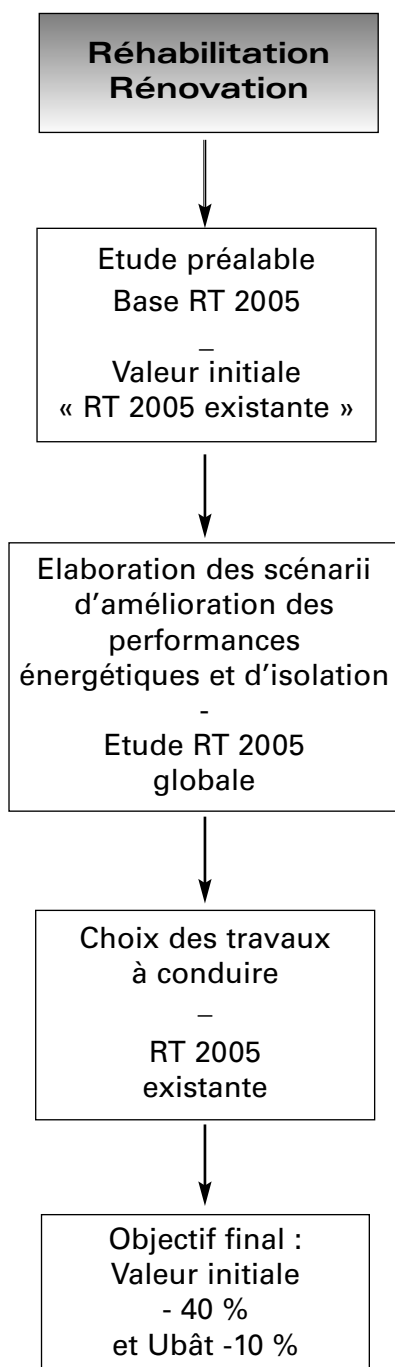 Réhabilitation
Rénovation
Etude préalable
Base RT 2005
_
Valeur initiale
« RT 2005 existante »
Elaboration des scénarii
d’amélioration des
performances
énergétiques et d’isolation
-
Etude RT 2005
globale
Choix des travaux
à conduire
_
RT 2005
existante
Objectif final :
Valeur initiale
- 40 %
et Ubât -10 %